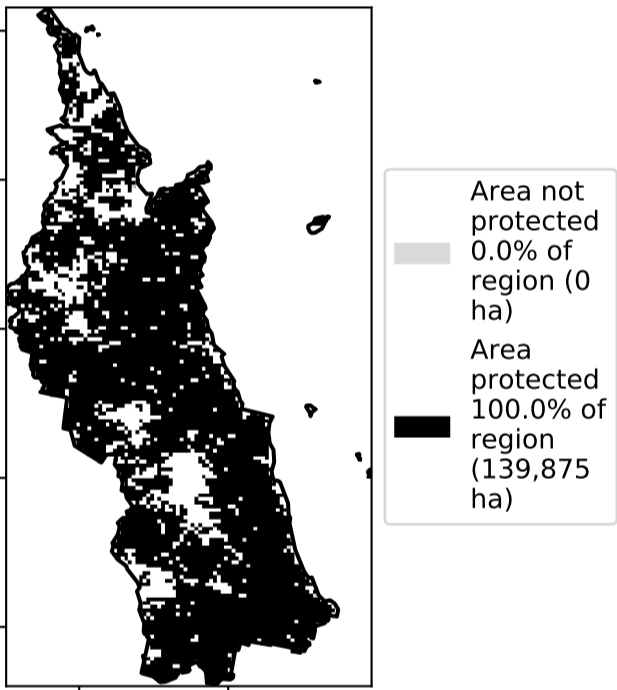 Area not
protected
0.0% of
region (0
ha)
Area
protected
100.0% of
region
(139,875
ha)